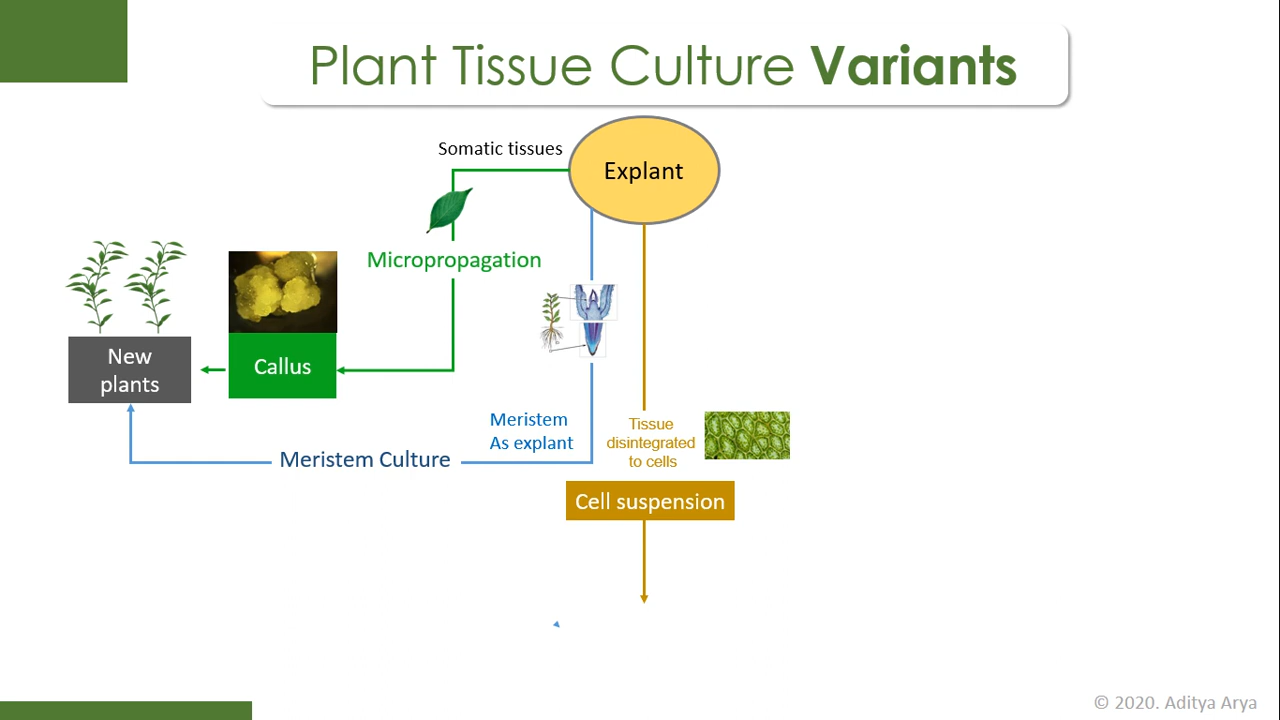 Plant Tissue Culture Variants
Somatic tissues
Explant
Micropropagation
New
plants
Callus
Meristem
As explant
Meristem Culture
Tissue
disintegrated
to cells
Cell suspension
© 2020. Aditya Arya